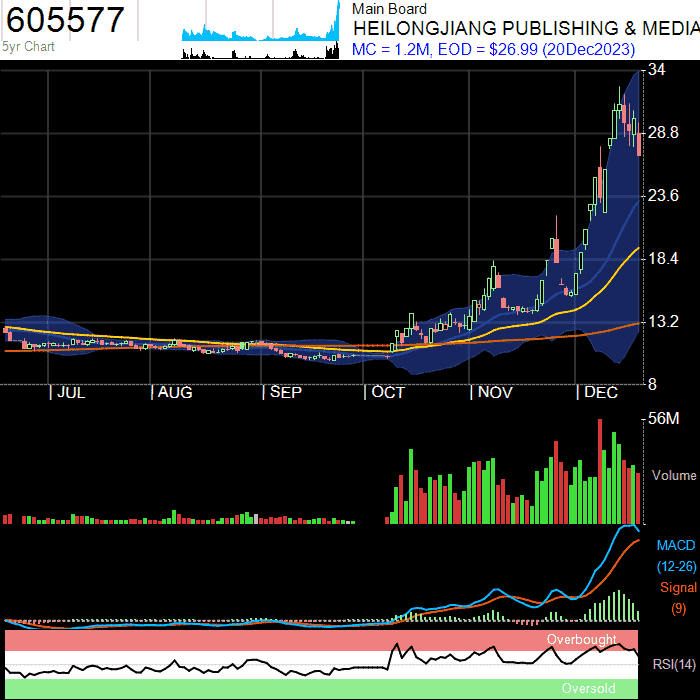 605577
5yr Chart
Main Board
HEILONGJIANG PUBLISHING & MEDIA
MC = 1.2M, EOD = $26.99 (20Dec2023)
34
28.8
23.6
18.4
13.2
8
JUL
AUG
SEP
OCT
NOV
DEC
56M
Volume
MACD
(12-26)
Signal
(9)
Overbought
RSI(14)
Oversold